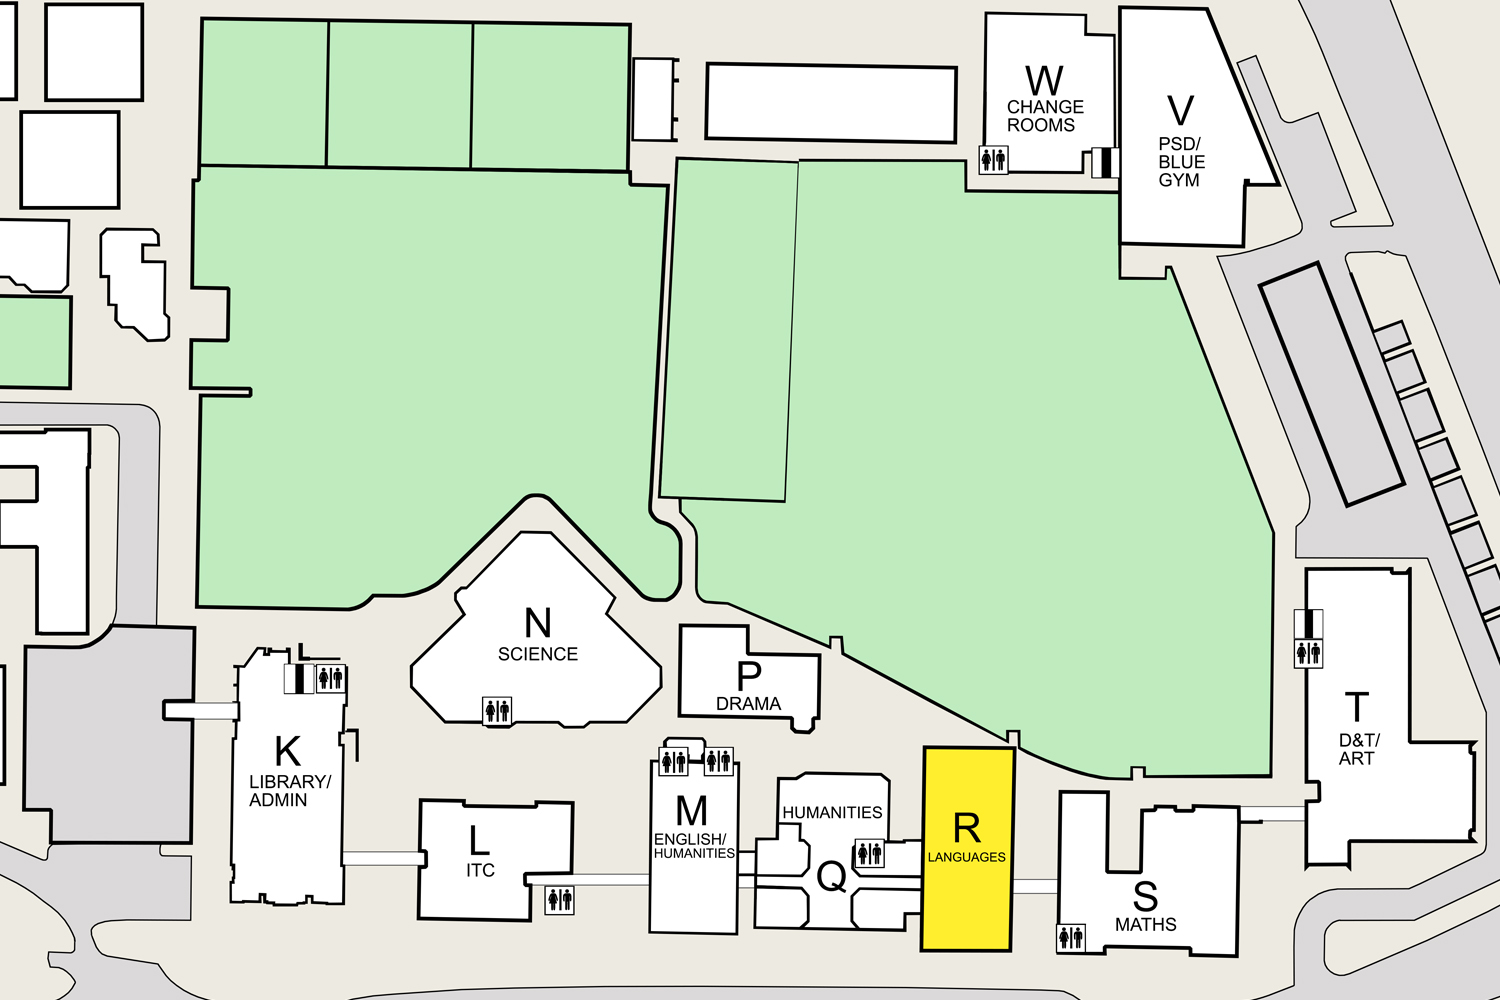 W
CHANGE
ROOMS
V
PSD/
BLUE
GYM
N
SCIENCE
P
DRAMA
T
D&T/
ART
K
LIBRARY/
ADMIN
L
ITC
M
ENGLISH/
HUMANITIES
HUMANITIES
Q
R
LANGUAGES
S
MATHS